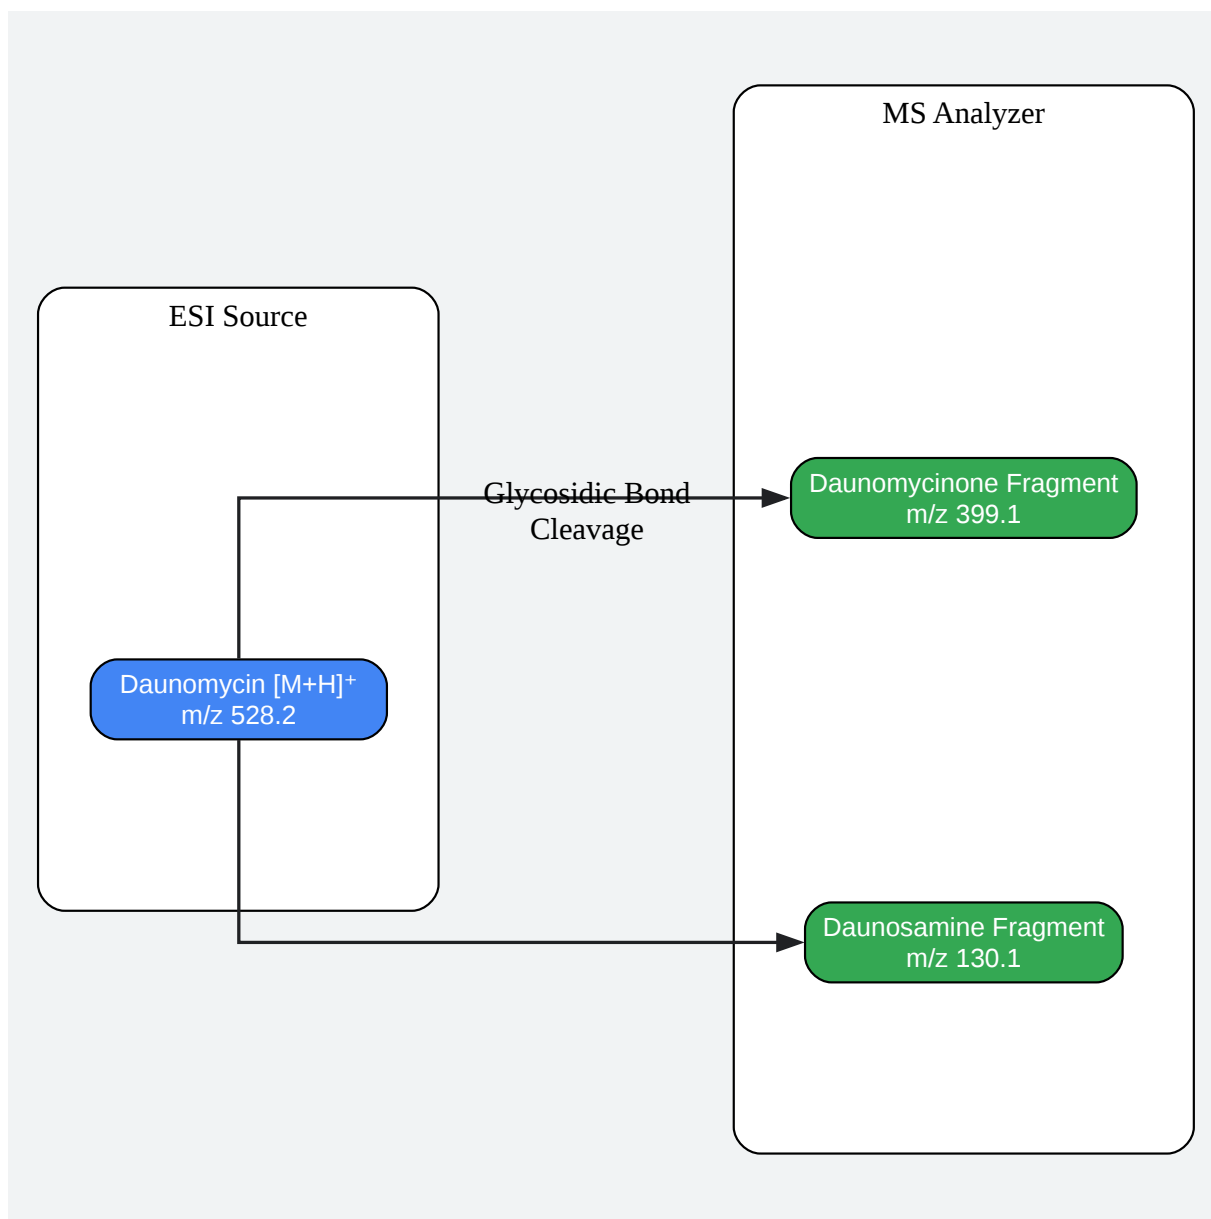 MS Analyzer
ESI Source
Glycosidic Bond
Cleavage
Daunomycinone Fragment
m/z 399.1
Daunomycin [M+H]⁺
m/z 528.2
Daunosamine Fragment
m/z 130.1